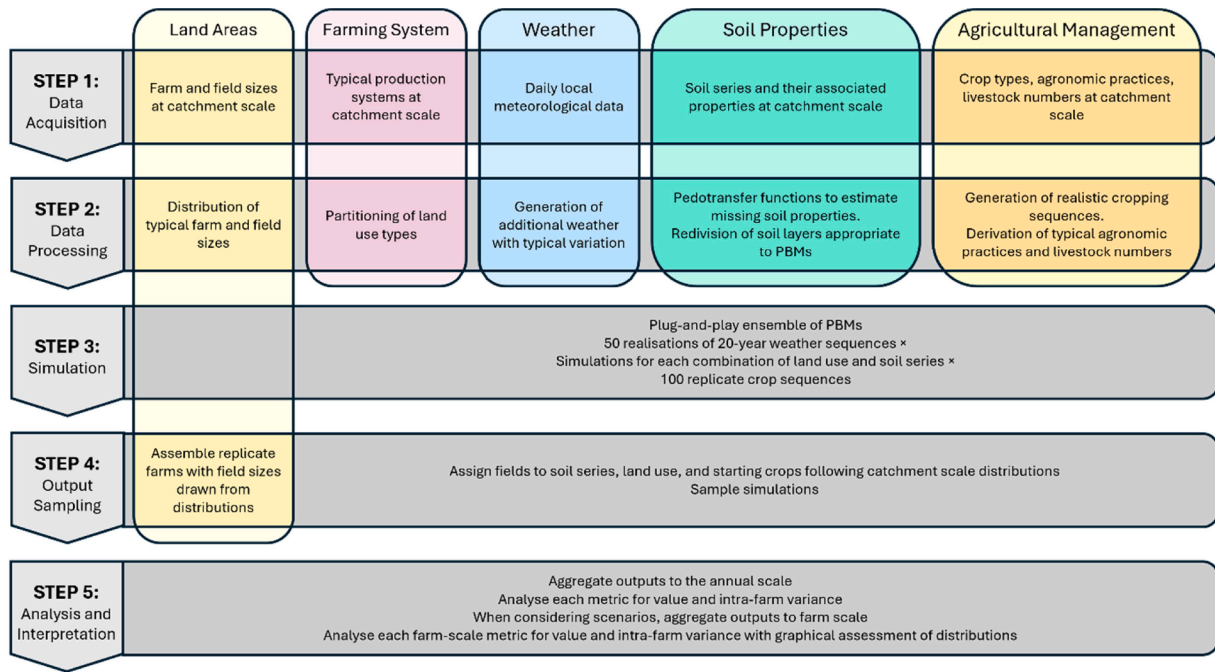 Land Areas
Farming System
Weather
Soil Properties
Agricultural Management
STEP 1:
Data
Acquisition
Farm and field sizes
at catchment scale
Typical production
systems at
catchment scale
Daily local
meteorological data
Soil series and their associated
properties at catchment scale
Crop types, agronomic practices,
livestock numbers at catchment
scale
STEP 2:
Data
Processing
Distribution of
typical farm and field
sizes
Partitioning of land
use types
Generation of
additional weather
with typical variation
Pedotransfer functions to estimate
missing soil properties.
Redivision of soil layers appropriate
to PBMs
Generation of realistic cropping
sequences.
Derivation of typical agronomic
practices and livestock numbers
STEP 3:
Simulation
Plug-and-play ensemble of PBMs
50 realisations of 20-year weather sequences ×
Simulations for each combination of land use and soil series ×
100 replicate crop sequences
STEP 4:
Output
Sampling
Assemble replicate
farms with field sizes
drawn from
distributions
Assign fields to soil series, land use, and starting crops following catchment scale distributions
Sample simulations
STEP 5:
Analysis and
Interpretation
Aggregate outputs to the annual scale
Analyse each metric for value and intra-farm variance
When considering scenarios, aggregate outputs to farm scale
Analyse each farm-scale metric for value and intra-farm variance with graphical assessment of distributions